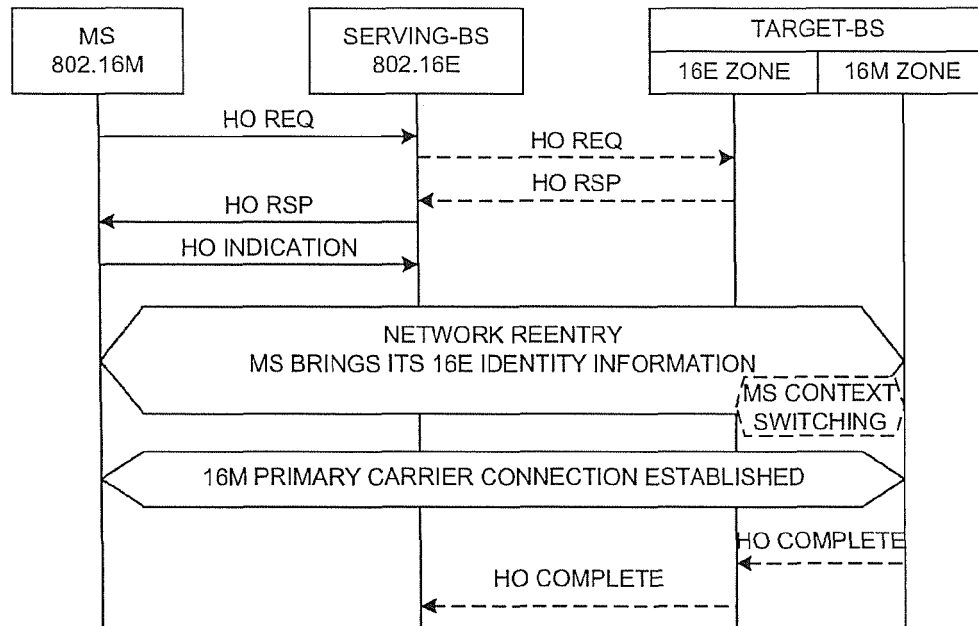 MS
802.16M
SERVING-BS
802.16E
TARGET-BS
16E ZONE
16M ZONE
HO REQ
HO REQ
HO RSP
HO RSP
HO INDICATION
NETWORK REENTRY
MS BRINGS ITS 16E IDENTITY INFORMATION
MS CONTEXT
SWITCHING
16M PRIMARY CARRIER CONNECTION ESTABLISHED
HO COMPLETE
HO COMPLETE